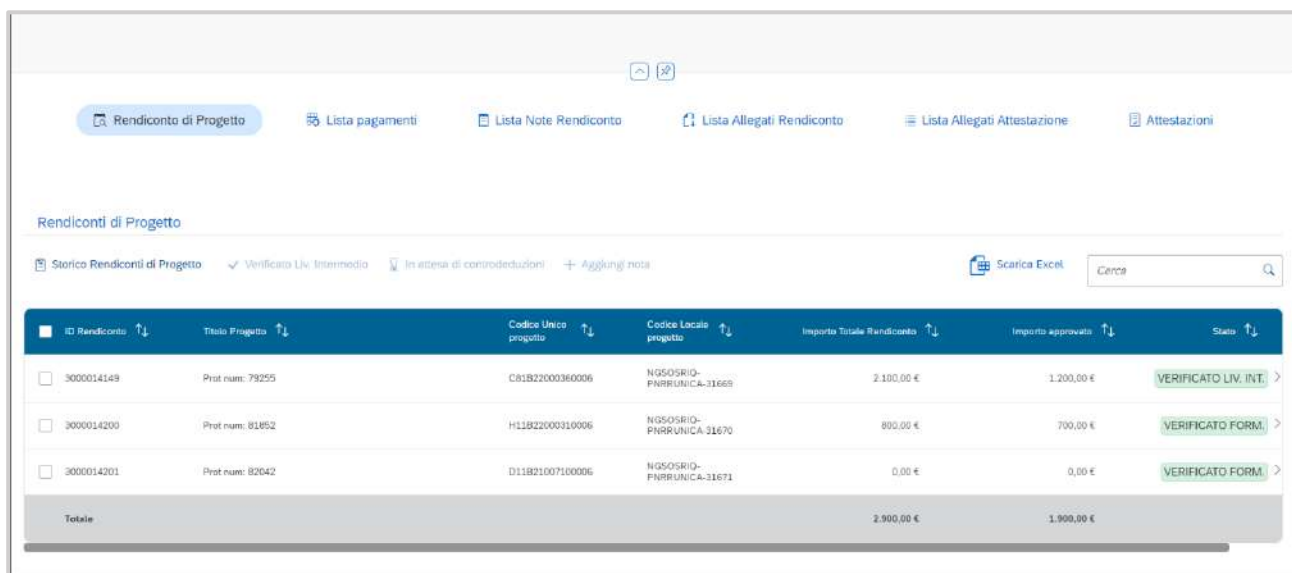 Rendiconto di Progetto Lista pagamenti Lista Note Rendiconto Lista Allegati Rendiconto Lista Allegati Attestazione Attestazioni
Rendiconti di Progetto
Storico Rendiconti di Progetto Verificato Liv. Intermedio In attesa di controdeduzioni Aggiungi nota Scarica Excel Cerca
ID Rendiconto Titolo Progetto Codice Unico progetto Codice Locale progetto Importo Totale Rendiconto Importo approvato Stato
3000014149 Prot num: 79255 C81B22000360006 NGSOSRIO-PNRRUNICA-31669 2.100,00 € 1.200,00 € VERIFICATO LIV. INT.
3000014200 Prot num: 81852 H11B22000310006 NGSOSRIO-PNRRUNICA-31670 800,00 € 700,00 € VERIFICATO FORM.
3000014201 Prot num: 82042 D11B21007100006 NGSOSRIO-PNRRUNICA-31671 0,00 € 0,00 € VERIFICATO FORM.
Totale 2.900,00 € 1.900,00 €